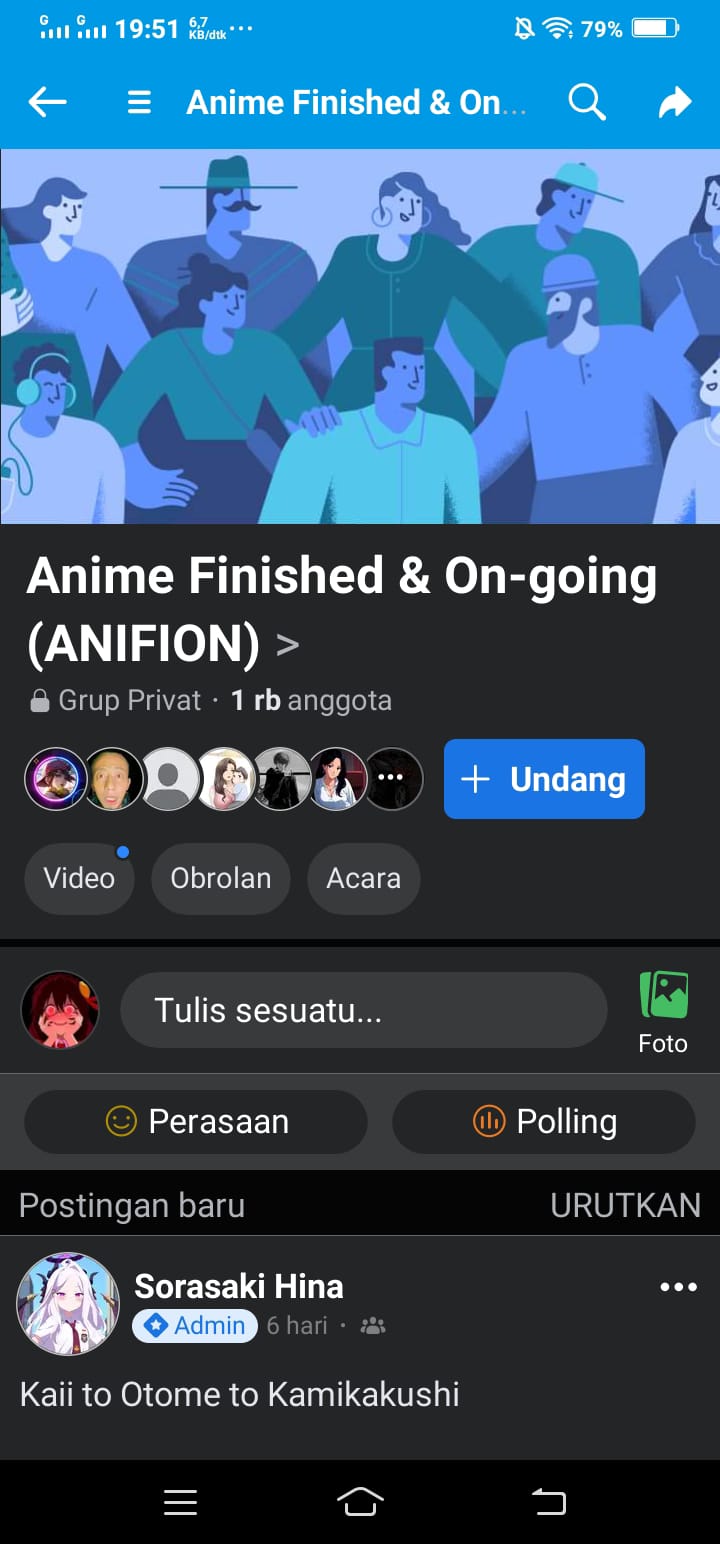 G G 19:51 6,7 KB/dtk ... 79%
Anime Finished & On...
Anime Finished & On-going
(ANIFION) >
Grup Privat · 1 rb anggota
+ Undang
Video Obrolan Acara
Tulis sesuatu...
Foto
Perasaan Polling
Postingan baru URUTKAN
Sorasaki Hina
Admin 6 hari ·
Kaii to Otome to Kamikakushi